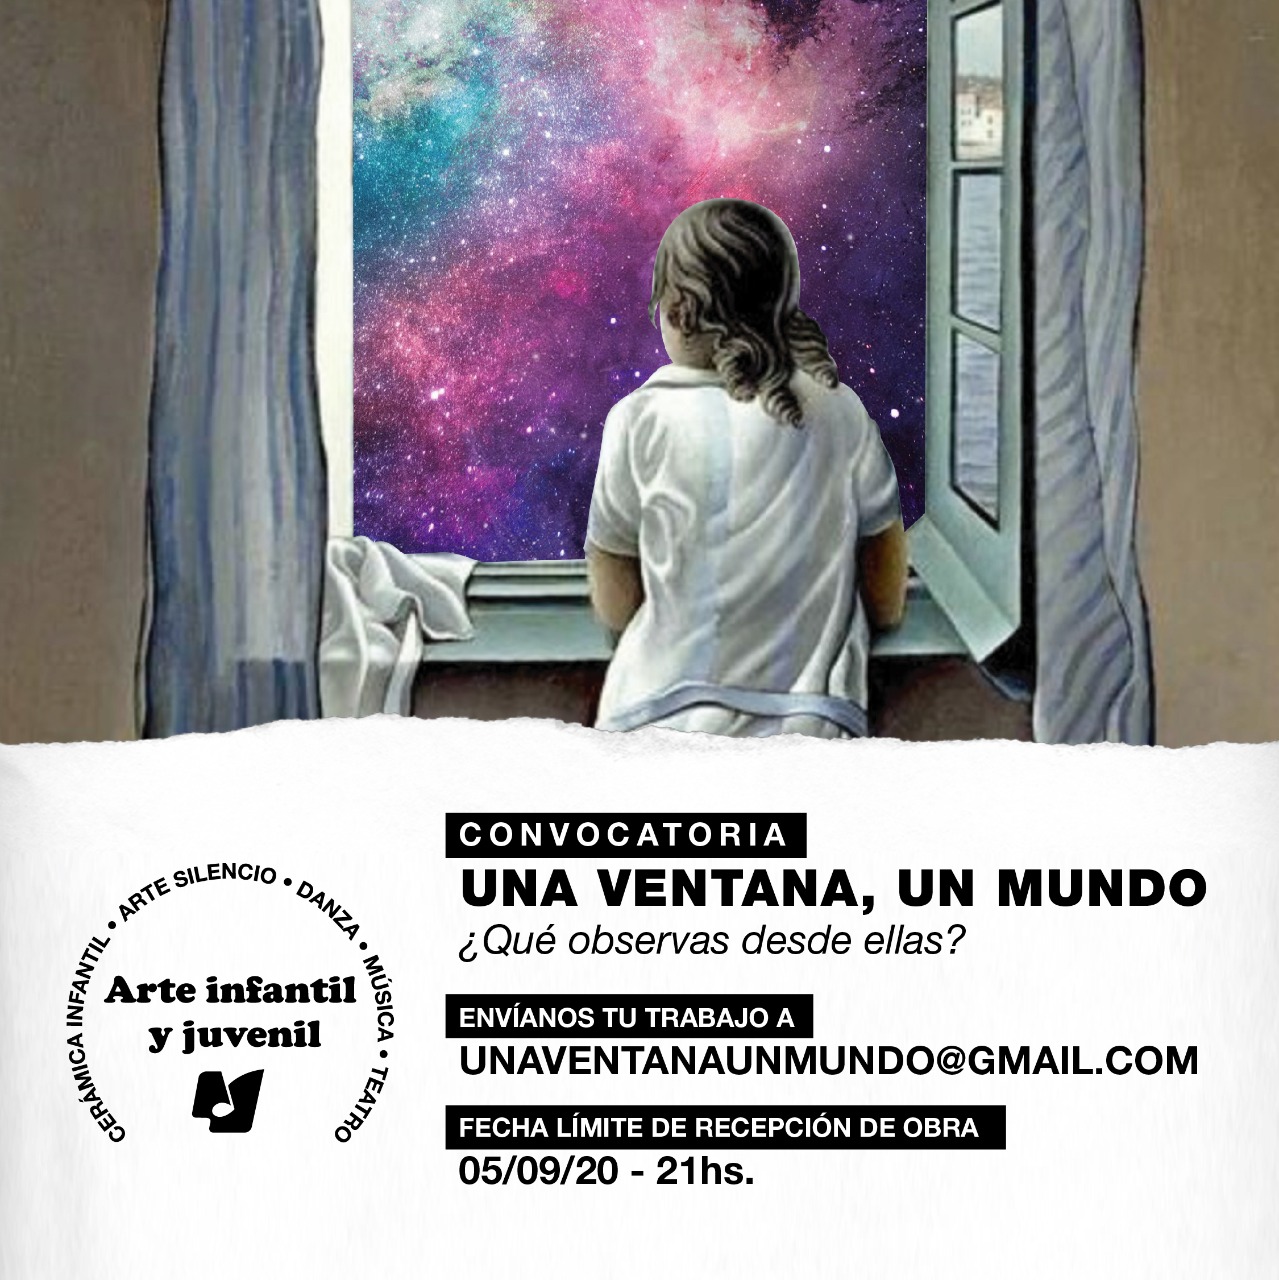 CONVOCATORIA
UNA VENTANA, UN MUNDO
¿Qué observas desde ellas?
ENVÍANOS TU TRABAJO A
UNAVENTANAUNMUNDO@GMAIL.COM
FECHA LÍMITE DE RECEPCIÓN DE OBRA
05/09/20 - 21hs.
CERÁMICA INFANTIL • ARTE SILENCIO • DANZA • MÚSICA • TEATRO
Arte infantil
y juvenil